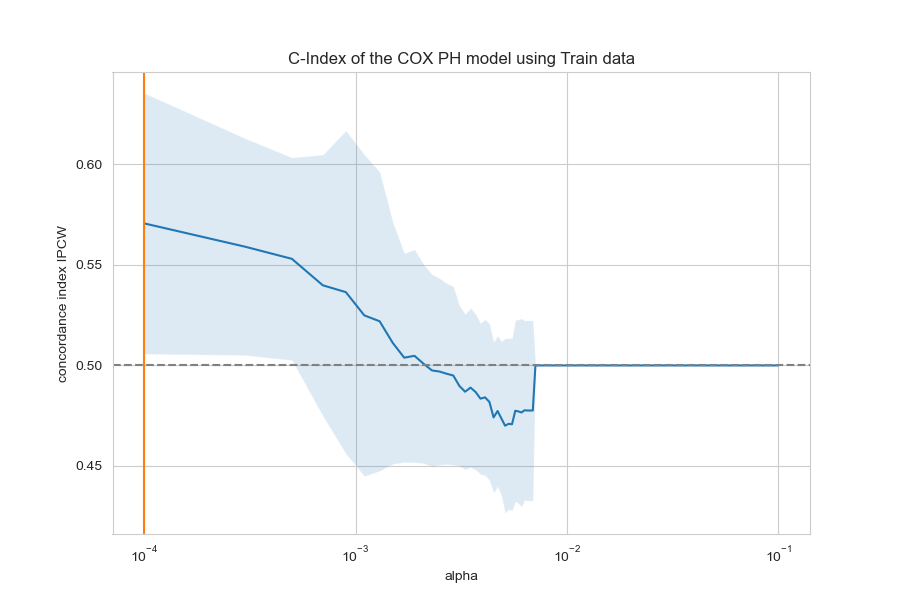 C-Index of the COX PH model using Train data
concordance index IPCW
0.60
0.55
0.50
0.45
10⁻⁴
10⁻³
10⁻²
10⁻¹
alpha